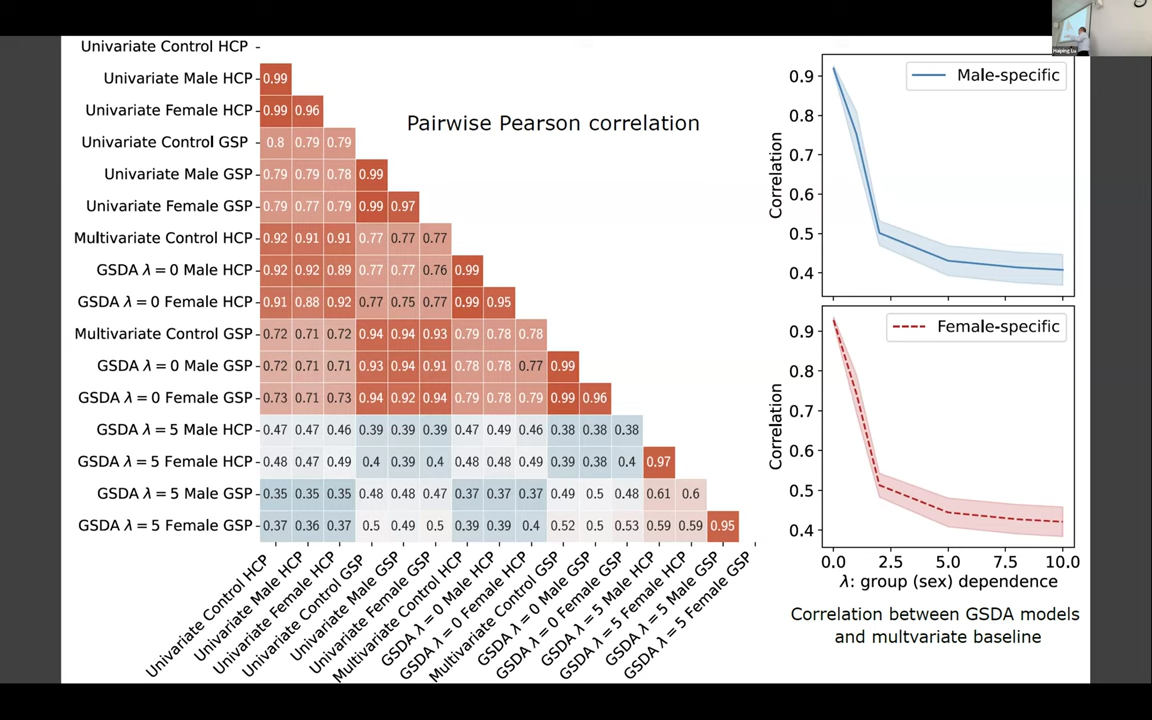 Haiping Lu
Pairwise Pearson correlation
Univariate Control HCP
Univariate Male HCP 0.99
Univariate Female HCP 0.99 0.96
Univariate Control GSP 0.8 0.79 0.79
Univariate Male GSP 0.79 0.79 0.78 0.99
Univariate Female GSP 0.79 0.77 0.79 0.99 0.97
Multivariate Control HCP 0.92 0.91 0.91 0.77 0.77 0.77
GSDA λ = 0 Male HCP 0.92 0.92 0.89 0.77 0.77 0.76 0.99
GSDA λ = 0 Female HCP 0.91 0.88 0.92 0.77 0.75 0.77 0.99 0.95
Multivariate Control GSP 0.72 0.71 0.72 0.94 0.94 0.93 0.79 0.78 0.78
GSDA λ = 0 Male GSP 0.72 0.71 0.71 0.93 0.94 0.91 0.78 0.78 0.77 0.99
GSDA λ = 0 Female GSP 0.73 0.71 0.73 0.94 0.92 0.94 0.79 0.78 0.79 0.99 0.96
GSDA λ = 5 Male HCP 0.47 0.47 0.46 0.39 0.39 0.39 0.47 0.49 0.46 0.38 0.38 0.38
GSDA λ = 5 Female HCP 0.48 0.47 0.49 0.4 0.39 0.4 0.48 0.48 0.49 0.39 0.38 0.4 0.97
GSDA λ = 5 Male GSP 0.35 0.35 0.35 0.48 0.48 0.47 0.37 0.37 0.37 0.49 0.5 0.48 0.61 0.6
GSDA λ = 5 Female GSP 0.37 0.36 0.37 0.5 0.49 0.5 0.39 0.39 0.4 0.52 0.5 0.53 0.59 0.59 0.95
Univariate Control HCP
Univariate Male HCP
Univariate Female HCP
Univariate Control GSP
Univariate Male GSP
Univariate Female GSP
Multivariate Control HCP
GSDA λ = 0 Male HCP
GSDA λ = 0 Female HCP
Multivariate Control GSP
GSDA λ = 0 Male GSP
GSDA λ = 0 Female GSP
GSDA λ = 5 Male HCP
GSDA λ = 5 Female HCP
GSDA λ = 5 Male GSP
GSDA λ = 5 Female GSP
Male-specific
Correlation
0.9
0.8
0.7
0.6
0.5
0.4
Female-specific
Correlation
0.9
0.8
0.7
0.6
0.5
0.4
0.0 2.5 5.0 7.5 10.0
λ: group (sex) dependence
Correlation between GSDA models
and multvariate baseline